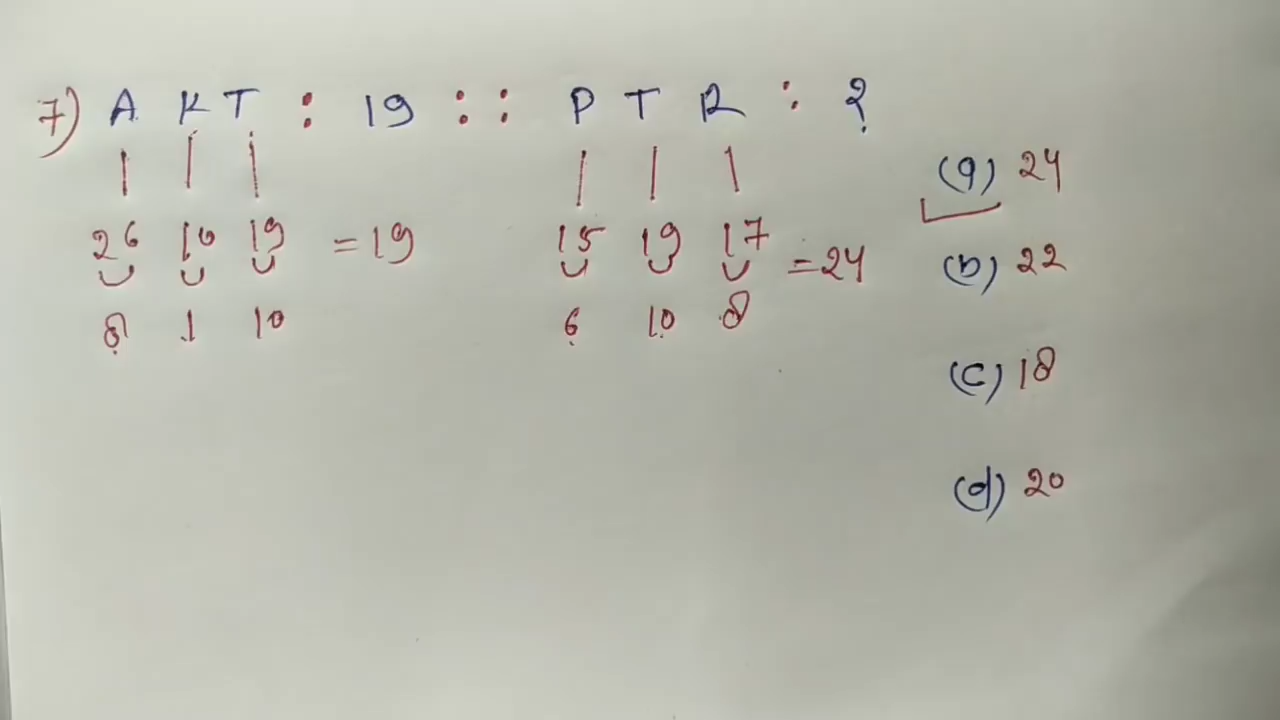 7) A K T : 19 :: P T R : ?
(a) 24
26 10 19 = 19 15 19 17 = 24
(b) 22
8 1 10 6 10 8
(c) 18
(d) 20